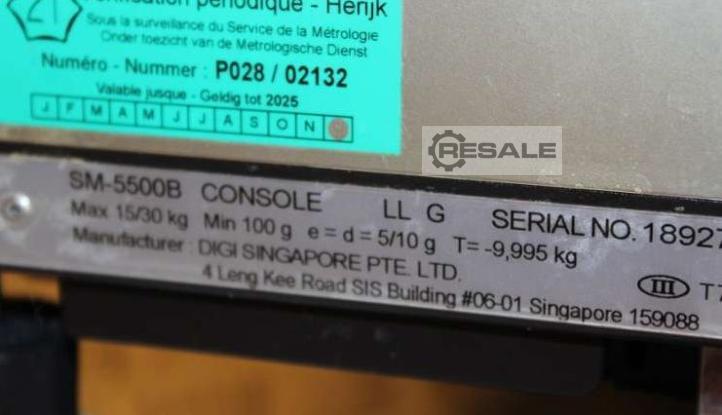 périodique - Herijk
Sous la surveillance du Service de la Métrologie
Onder toezicht van de Metrologische Dienst
Numéro - Nummer : P028 / 02132
Valable jusque - Geldig tot 2025
J F M A M J J A S O N
RESALE
SM-5500B CONSOLE LL G SERIAL NO. 18927
Max 15/30 kg Min 100 g e = d = 5/10 g T= -9,995 kg
Manufacturer : DIGI SINGAPORE PTE. LTD.
4 Leng Kee Road SIS Building #06-01 Singapore 159088
III T